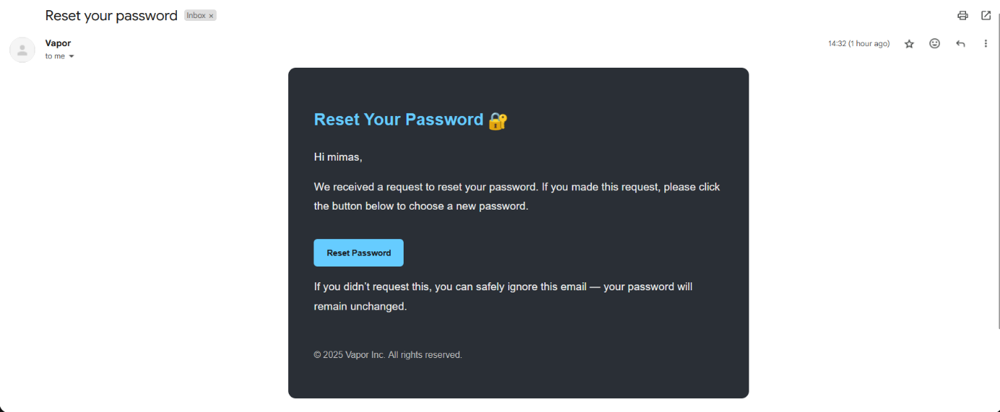 Reset your password Inbox ×
Vapor
to me
14:32 (1 hour ago)
Reset Your Password 🔐
Hi mimas,
We received a request to reset your password. If you made this request, please click
the button below to choose a new password.
Reset Password
If you didn't request this, you can safely ignore this email — your password will
remain unchanged.
© 2025 Vapor Inc. All rights reserved.